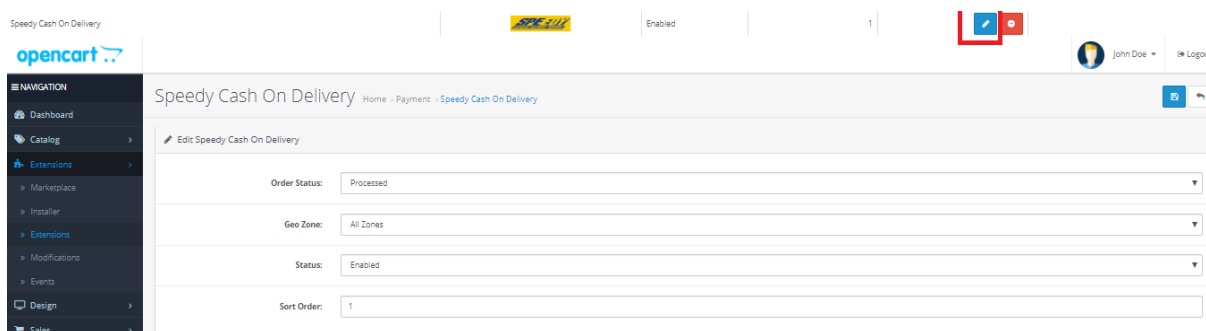 Speedy Cash On Delivery SPEEDY Enabled 1
opencart John Doe Logou
NAVIGATION
Speedy Cash On Delivery Home › Payment › Speedy Cash On Delivery
Dashboard
Catalog
Edit Speedy Cash On Delivery
Extensions
» Marketplace
Order Status: Processed
» Installer
Geo Zone: All Zones
» Extensions
» Modifications
Status: Enabled
» Events
Design
Sort Order: 1
Sales